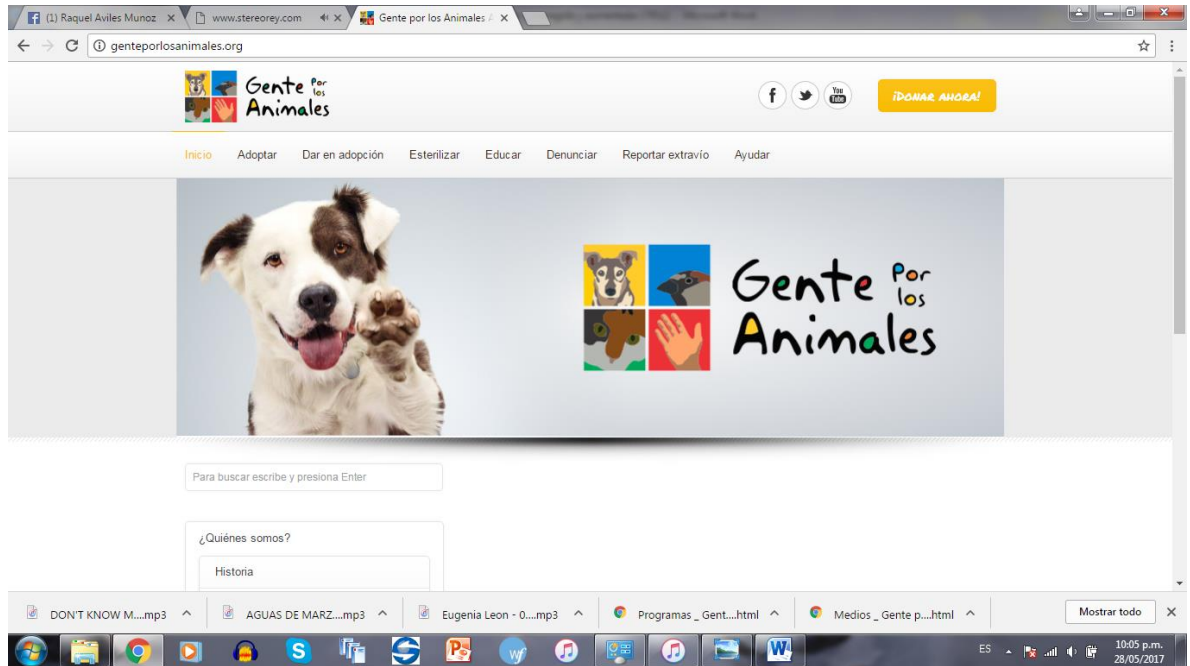 (1) Raquel Aviles Munoz
www.stereorey.com
Gente por los Animales A
genteporlosanimales.org
Gente Por los Animales
f
You Tube
¡DONAR AHORA!
Inicio Adoptar Dar en adopción Esterilizar Educar Denunciar Reportar extravío Ayudar
Gente Por los
Animales
Para buscar escribe y presiona Enter
¿Quiénes somos?
Historia
DON'T KNOW M....mp3 AGUAS DE MARZ....mp3 Eugenia Leon - 0....mp3 Programas _ Gent....html Medios _ Gente p....html Mostrar todo
ES
10:05 p.m.
28/05/2017